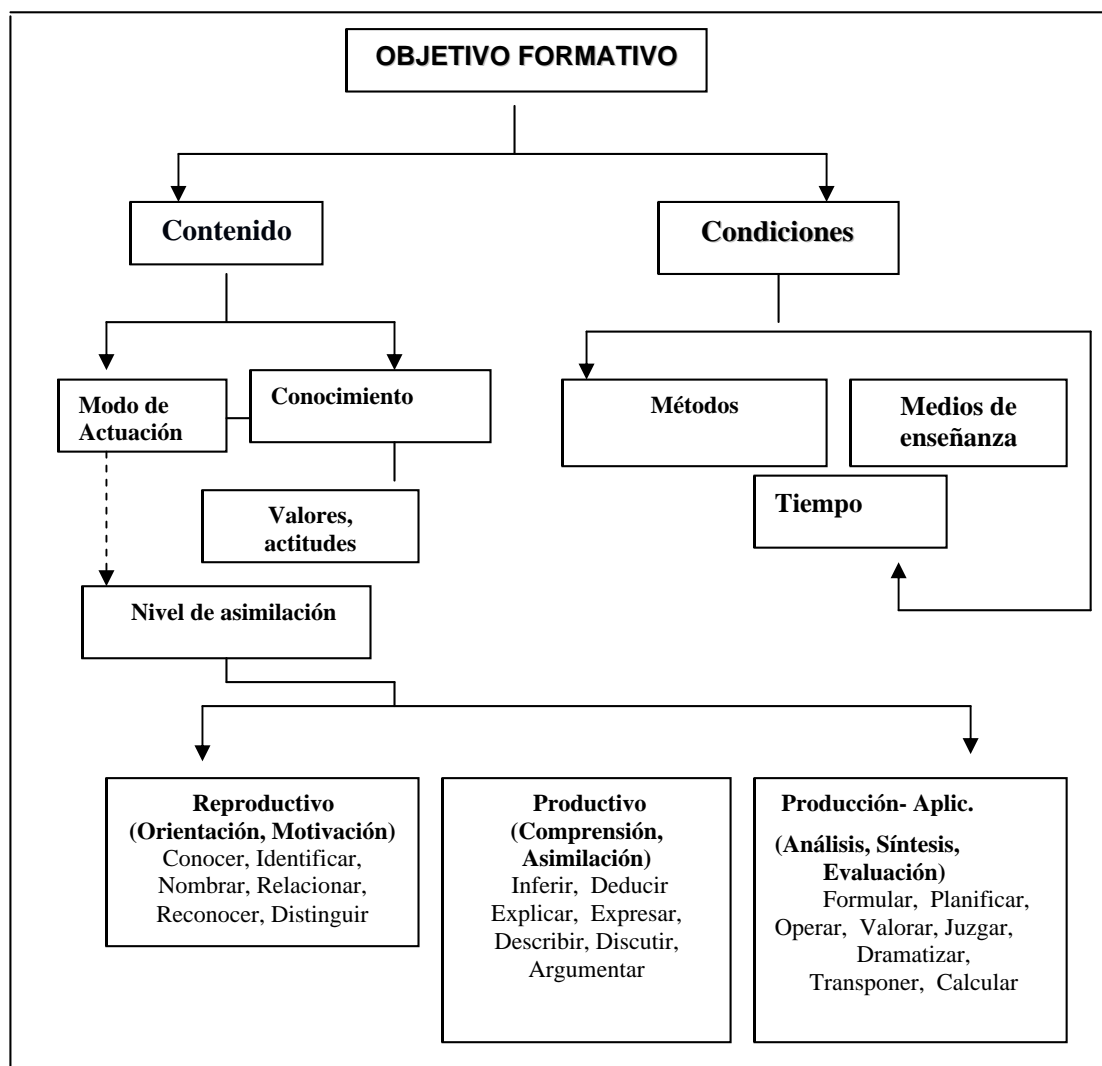 OBJETIVO FORMATIVO
Contenido
Condiciones
Modo de
Actuación
Conocimiento
Métodos
Medios de
enseñanza
Valores,
actitudes
Tiempo
Nivel de asimilación
Reproductivo
(Orientación, Motivación)
Conocer, Identificar,
Nombrar, Relacionar,
Reconocer, Distinguir
Productivo
(Comprensión,
Asimilación)
Inferir, Deducir
Explicar, Expresar,
Describir, Discutir,
Argumentar
Producción- Aplic.
(Análisis, Síntesis,
Evaluación)
Formular, Planificar,
Operar, Valorar, Juzgar,
Dramatizar,
Transponer, Calcular